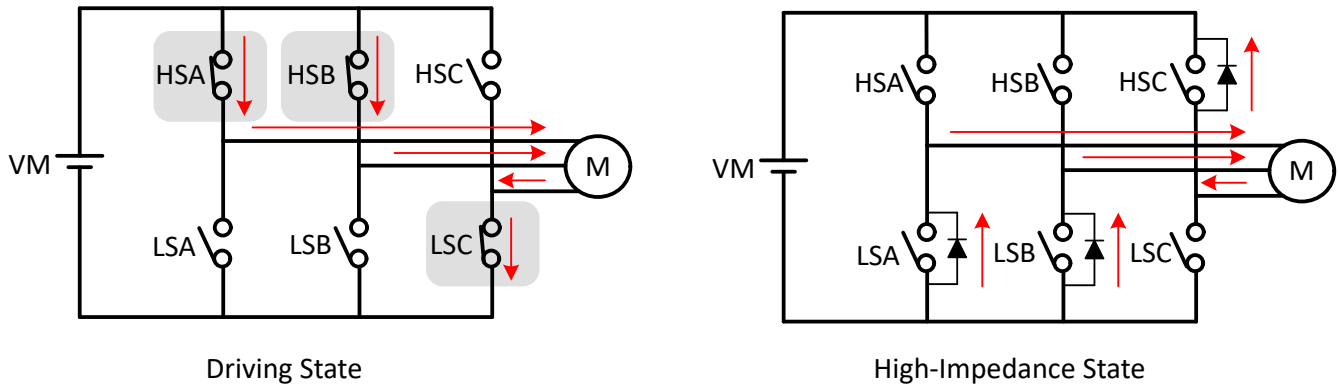 HSA
HSB
HSC
VM
M
LSA
LSB
LSC
Driving State
HSA
HSB
HSC
VM
M
LSA
LSB
LSC
High-Impedance State